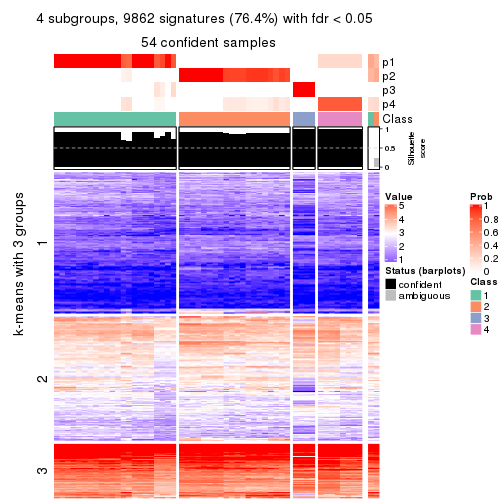 4 subgroups, 9862 signatures (76.4%) with fdr < 0.05
54 confident samples
p1
p2
p3
p4
Class
1
0.5
0
Silhouette
score
k-means with 3 groups
1
2
3
Value
5
4
3
2
1
Prob
1
0.8
0.6
0.4
0.2
0
Status (barplots)
confident
ambiguous
Class
1
2
3
4